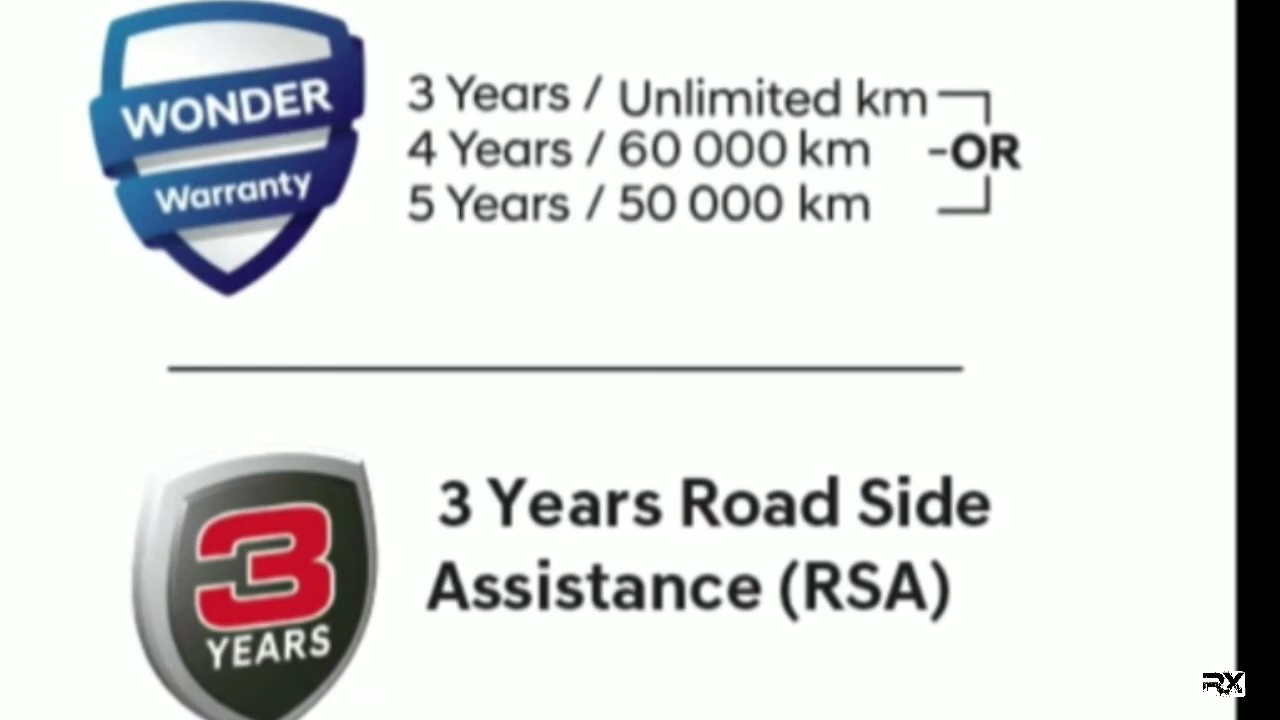 WONDER
Warranty
3 Years / Unlimited km
4 Years / 60 000 km
5 Years / 50 000 km
-OR
3
YEARS
3 Years Road Side
Assistance (RSA)
RX